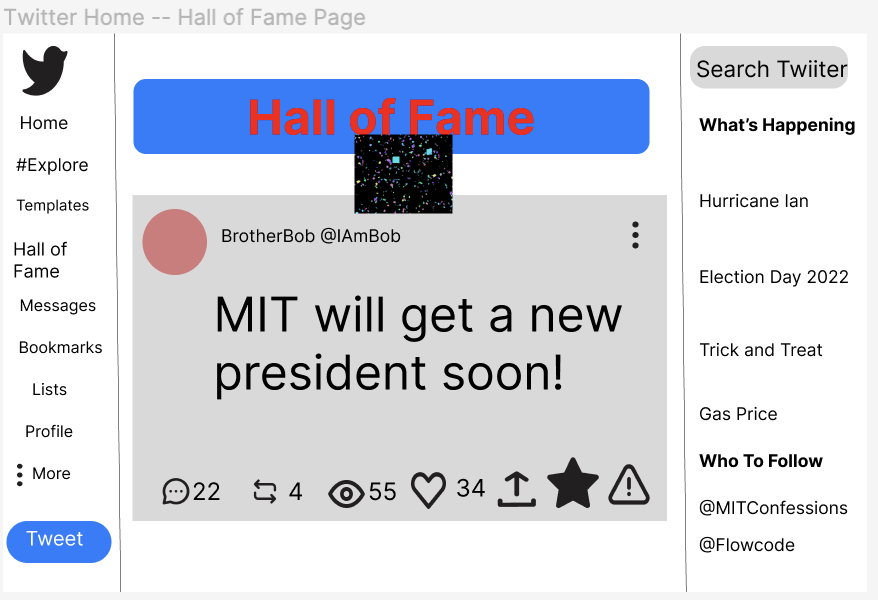 Twitter Home -- Hall of Fame Page
Home
#Explore
Templates
Hall of
Fame
Messages
Bookmarks
Lists
Profile
More
Tweet
Hall of Fame
BrotherBob @IAmBob
MIT will get a new
president soon!
22 4 55 34
Search Twiiter
What's Happening
Hurricane Ian
Election Day 2022
Trick and Treat
Gas Price
Who To Follow
@MITConfessions
@Flowcode